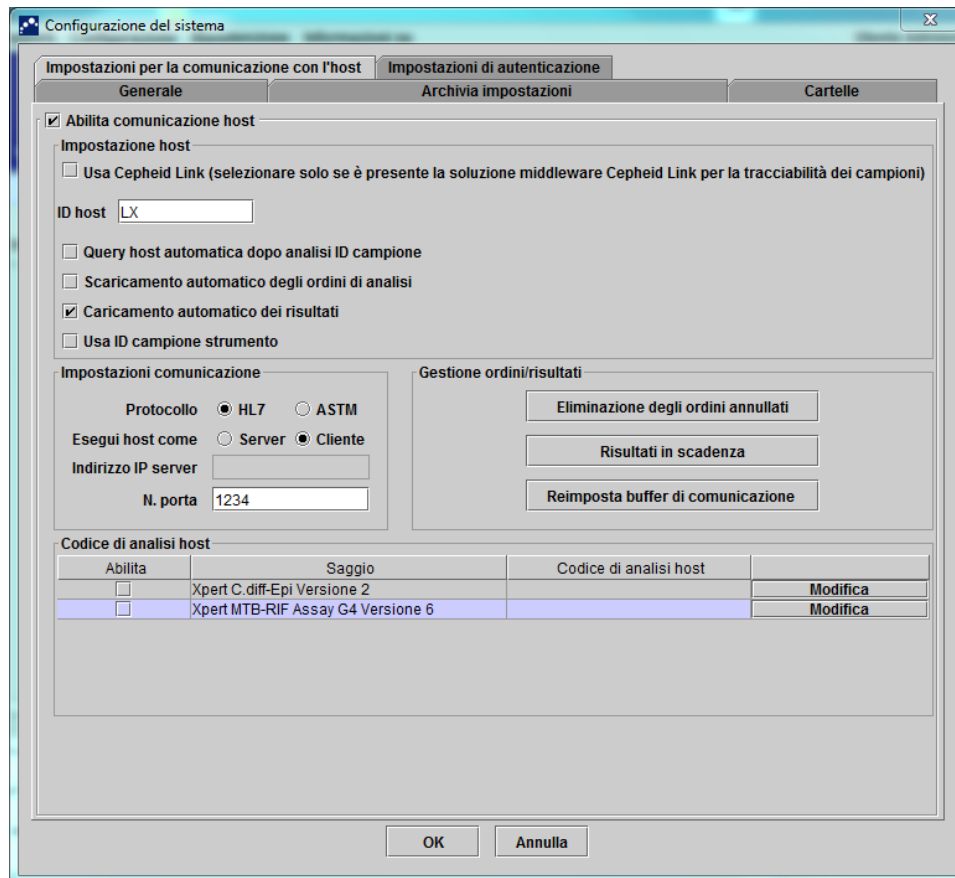 Configurazione del sistema
Impostazioni per la comunicazione con l'host Impostazioni di autenticazione
Generale Archivia impostazioni Cartelle
Abilita comunicazione host
Impostazione host
Usa Cepheid Link (selezionare solo se è presente la soluzione middleware Cepheid Link per la tracciabilità dei campioni)
ID host LX
Query host automatica dopo analisi ID campione
Scaricamento automatico degli ordini di analisi
Caricamento automatico dei risultati
Usa ID campione strumento
Impostazioni comunicazione
Protocollo HL7 ASTM
Esegui host come Server Cliente
Indirizzo IP server
N. porta 1234
Gestione ordini/risultati
Eliminazione degli ordini annullati
Risultati in scadenza
Reimposta buffer di comunicazione
Codice di analisi host
Abilita Saggio Codice di analisi host
Xpert C.diff-Epi Versione 2 Modifica
Xpert MTB-RIF Assay G4 Versione 6 Modifica
OK Annulla